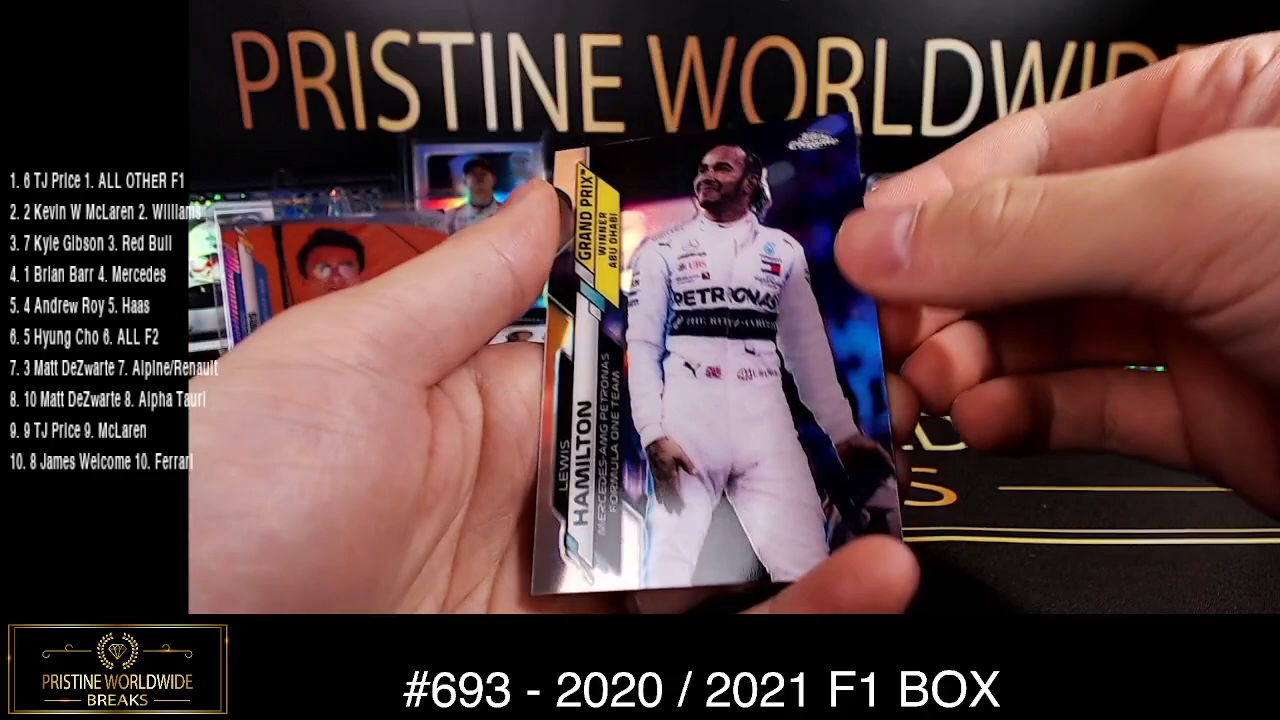 PRISTINE WORLDWIDE
1. 6 TJ Price 1. ALL OTHER F1
2. 2 Kevin W McLaren 2. Williams
3. 7 Kyle Gibson 3. Red Bull
4. 1 Brian Barr 4. Mercedes
5. 4 Andrew Roy 5. Haas
6. 5 Hyung Cho 6. ALL F2
7. 3 Matt DeZwarte 7. Alpine/Renault
8. 10 Matt DeZwarte 8. Alpha Tauri
9. 9 TJ Price 9. McLaren
10. 8 James Welcome 10. Ferrari
GRAND PRIX™
WINNER
ABU DHABI
LEWIS
HAMILTON
MERCEDES-AMG PETRONAS
FORMULA ONE TEAM
UBS
PETRONAS
PRISTINE WORLDWIDE
BREAKS
#693 - 2020 / 2021 F1 BOX